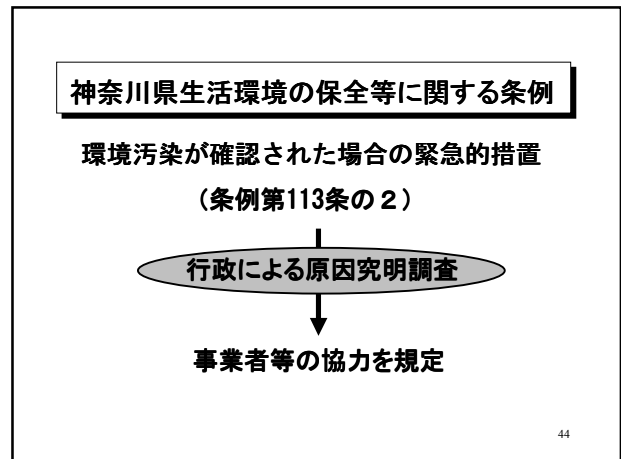 神奈川県生活環境の保全等に関する条例
環境汚染が確認された場合の緊急的措置
（条例第113条の２）
行政による原因究明調査
事業者等の協力を規定
44